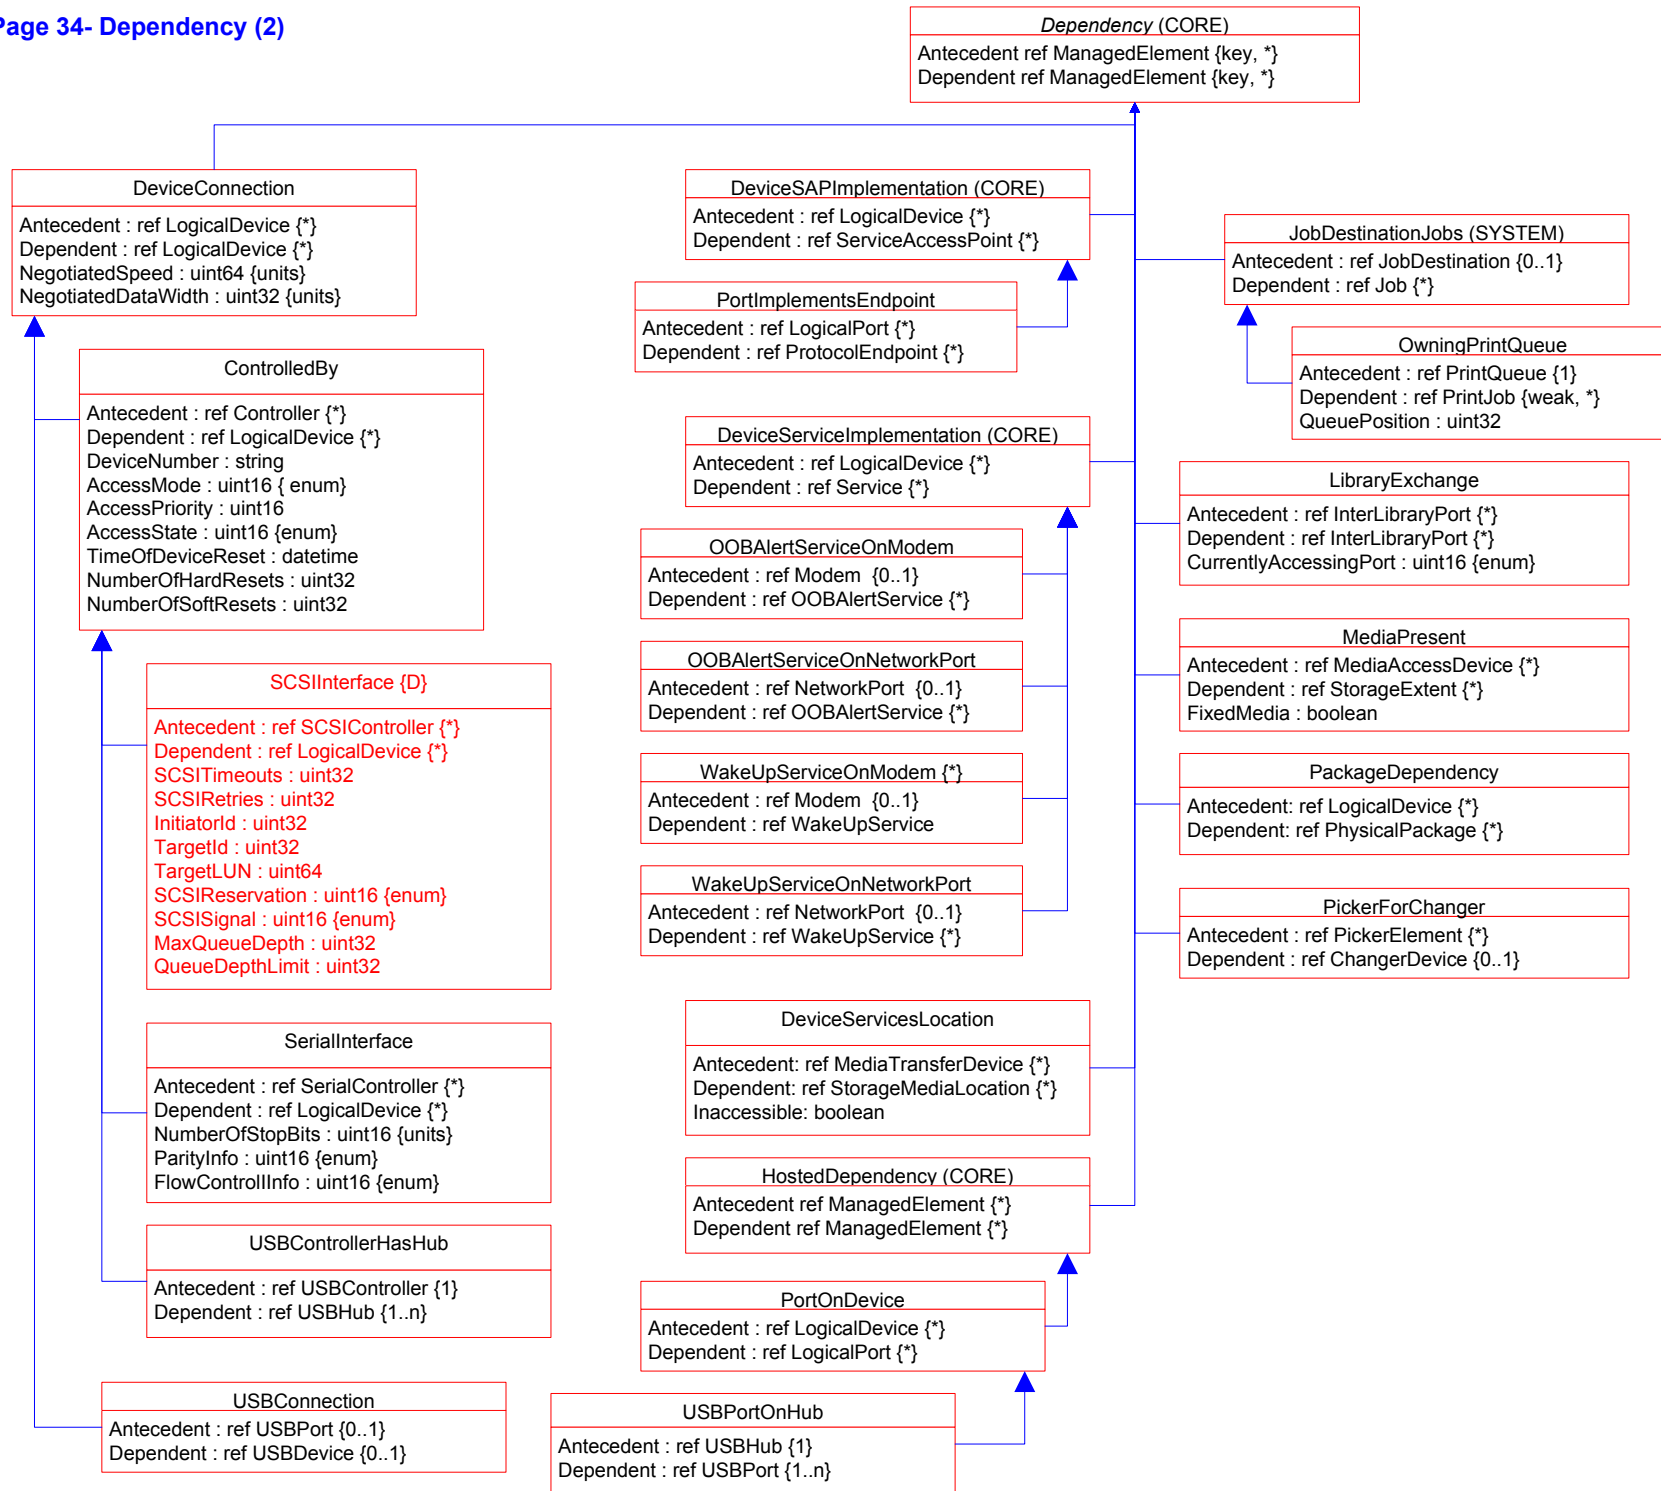 Page 34- Dependency (2)
Dependency (CORE)
Antecedent ref ManagedElement {key, *}
Dependent ref ManagedElement {key, *}
DeviceConnection
Antecedent : ref LogicalDevice {*}
Dependent : ref LogicalDevice {*}
NegotiatedSpeed : uint64 {units}
NegotiatedDataWidth : uint32 {units}
ControlledBy
Antecedent : ref Controller {*}
Dependent : ref LogicalDevice {*}
DeviceNumber : string
AccessMode : uint16 { enum}
AccessPriority : uint16
AccessState : uint16 {enum}
TimeOfDeviceReset : datetime
NumberOfHardResets : uint32
NumberOfSoftResets : uint32
SCSIInterface {D}
Antecedent : ref SCSIController {*}
Dependent : ref LogicalDevice {*}
SCSITimeouts : uint32
SCSIRetries : uint32
InitiatorId : uint32
TargetId : uint32
TargetLUN : uint64
SCSIReservation : uint16 {enum}
SCSISignal : uint16 {enum}
MaxQueueDepth : uint32
QueueDepthLimit : uint32
SerialInterface
Antecedent : ref SerialController {*}
Dependent : ref LogicalDevice {*}
NumberOfStopBits : uint16 {units}
ParityInfo : uint16 {enum}
FlowControlIInfo : uint16 {enum}
USBControllerHasHub
Antecedent : ref USBController {1}
Dependent : ref USBHub {1..n}
USBConnection
Antecedent : ref USBPort {0..1}
Dependent : ref USBDevice {0..1}
DeviceSAPImplementation (CORE)
Antecedent : ref LogicalDevice {*}
Dependent : ref ServiceAccessPoint {*}
PortImplementsEndpoint
Antecedent : ref LogicalPort {*}
Dependent : ref ProtocolEndpoint {*}
DeviceServiceImplementation (CORE)
Antecedent : ref LogicalDevice {*}
Dependent : ref Service {*}
OOBAlertServiceOnModem
Antecedent : ref Modem {0..1}
Dependent : ref OOBAlertService {*}
OOBAlertServiceOnNetworkPort
Antecedent : ref NetworkPort {0..1}
Dependent : ref OOBAlertService {*}
WakeUpServiceOnModem {*}
Antecedent : ref Modem {0..1}
Dependent : ref WakeUpService
WakeUpServiceOnNetworkPort
Antecedent : ref NetworkPort {0..1}
Dependent : ref WakeUpService {*}
DeviceServicesLocation
Antecedent: ref MediaTransferDevice {*}
Dependent: ref StorageMediaLocation {*}
Inaccessible: boolean
HostedDependency (CORE)
Antecedent ref ManagedElement {*}
Dependent ref ManagedElement {*}
PortOnDevice
Antecedent : ref LogicalDevice {*}
Dependent : ref LogicalPort {*}
USBPortOnHub
Antecedent : ref USBHub {1}
Dependent : ref USBPort {1..n}
JobDestinationJobs (SYSTEM)
Antecedent : ref JobDestination {0..1}
Dependent : ref Job {*}
OwningPrintQueue
Antecedent : ref PrintQueue {1}
Dependent : ref PrintJob {weak, *}
QueuePosition : uint32
LibraryExchange
Antecedent : ref InterLibraryPort {*}
Dependent : ref InterLibraryPort {*}
CurrentlyAccessingPort : uint16 {enum}
MediaPresent
Antecedent : ref MediaAccessDevice {*}
Dependent : ref StorageExtent {*}
FixedMedia : boolean
PackageDependency
Antecedent: ref LogicalDevice {*}
Dependent: ref PhysicalPackage {*}
PickerForChanger
Antecedent : ref PickerElement {*}
Dependent : ref ChangerDevice {0..1}